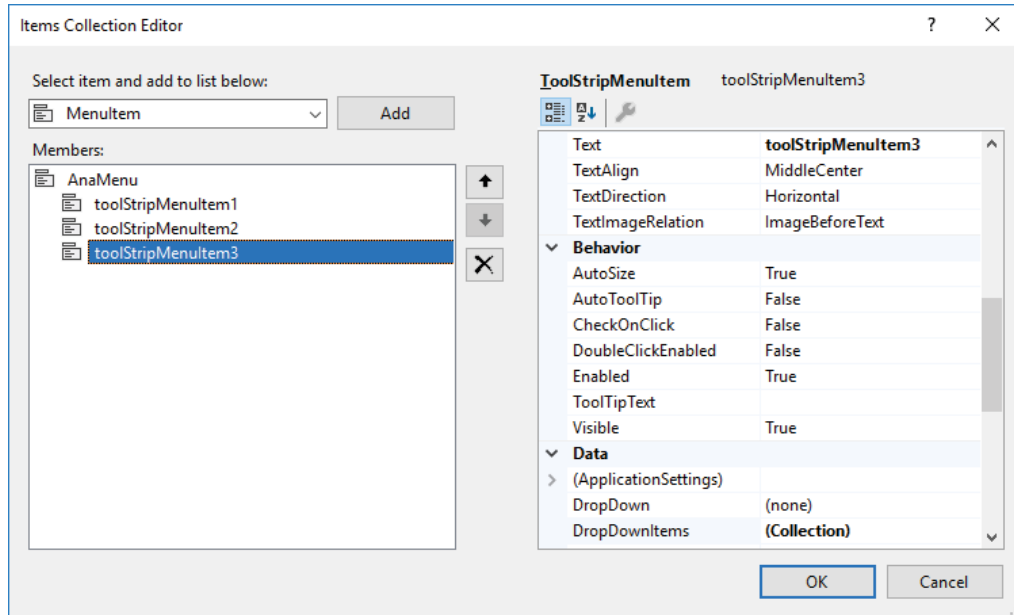 Items Collection Editor
?
Select item and add to list below:
MenuItem
Add
Members:
AnaMenu
toolStripMenuItem1
toolStripMenuItem2
toolStripMenuItem3
ToolStripMenuItem toolStripMenuItem3
Text toolStripMenuItem3
TextAlign MiddleCenter
TextDirection Horizontal
TextImageRelation ImageBeforeText
Behavior
AutoSize True
AutoToolTip False
CheckOnClick False
DoubleClickEnabled False
Enabled True
ToolTipText
Visible True
Data
(ApplicationSettings)
DropDown (none)
DropDownItems (Collection)
OK
Cancel